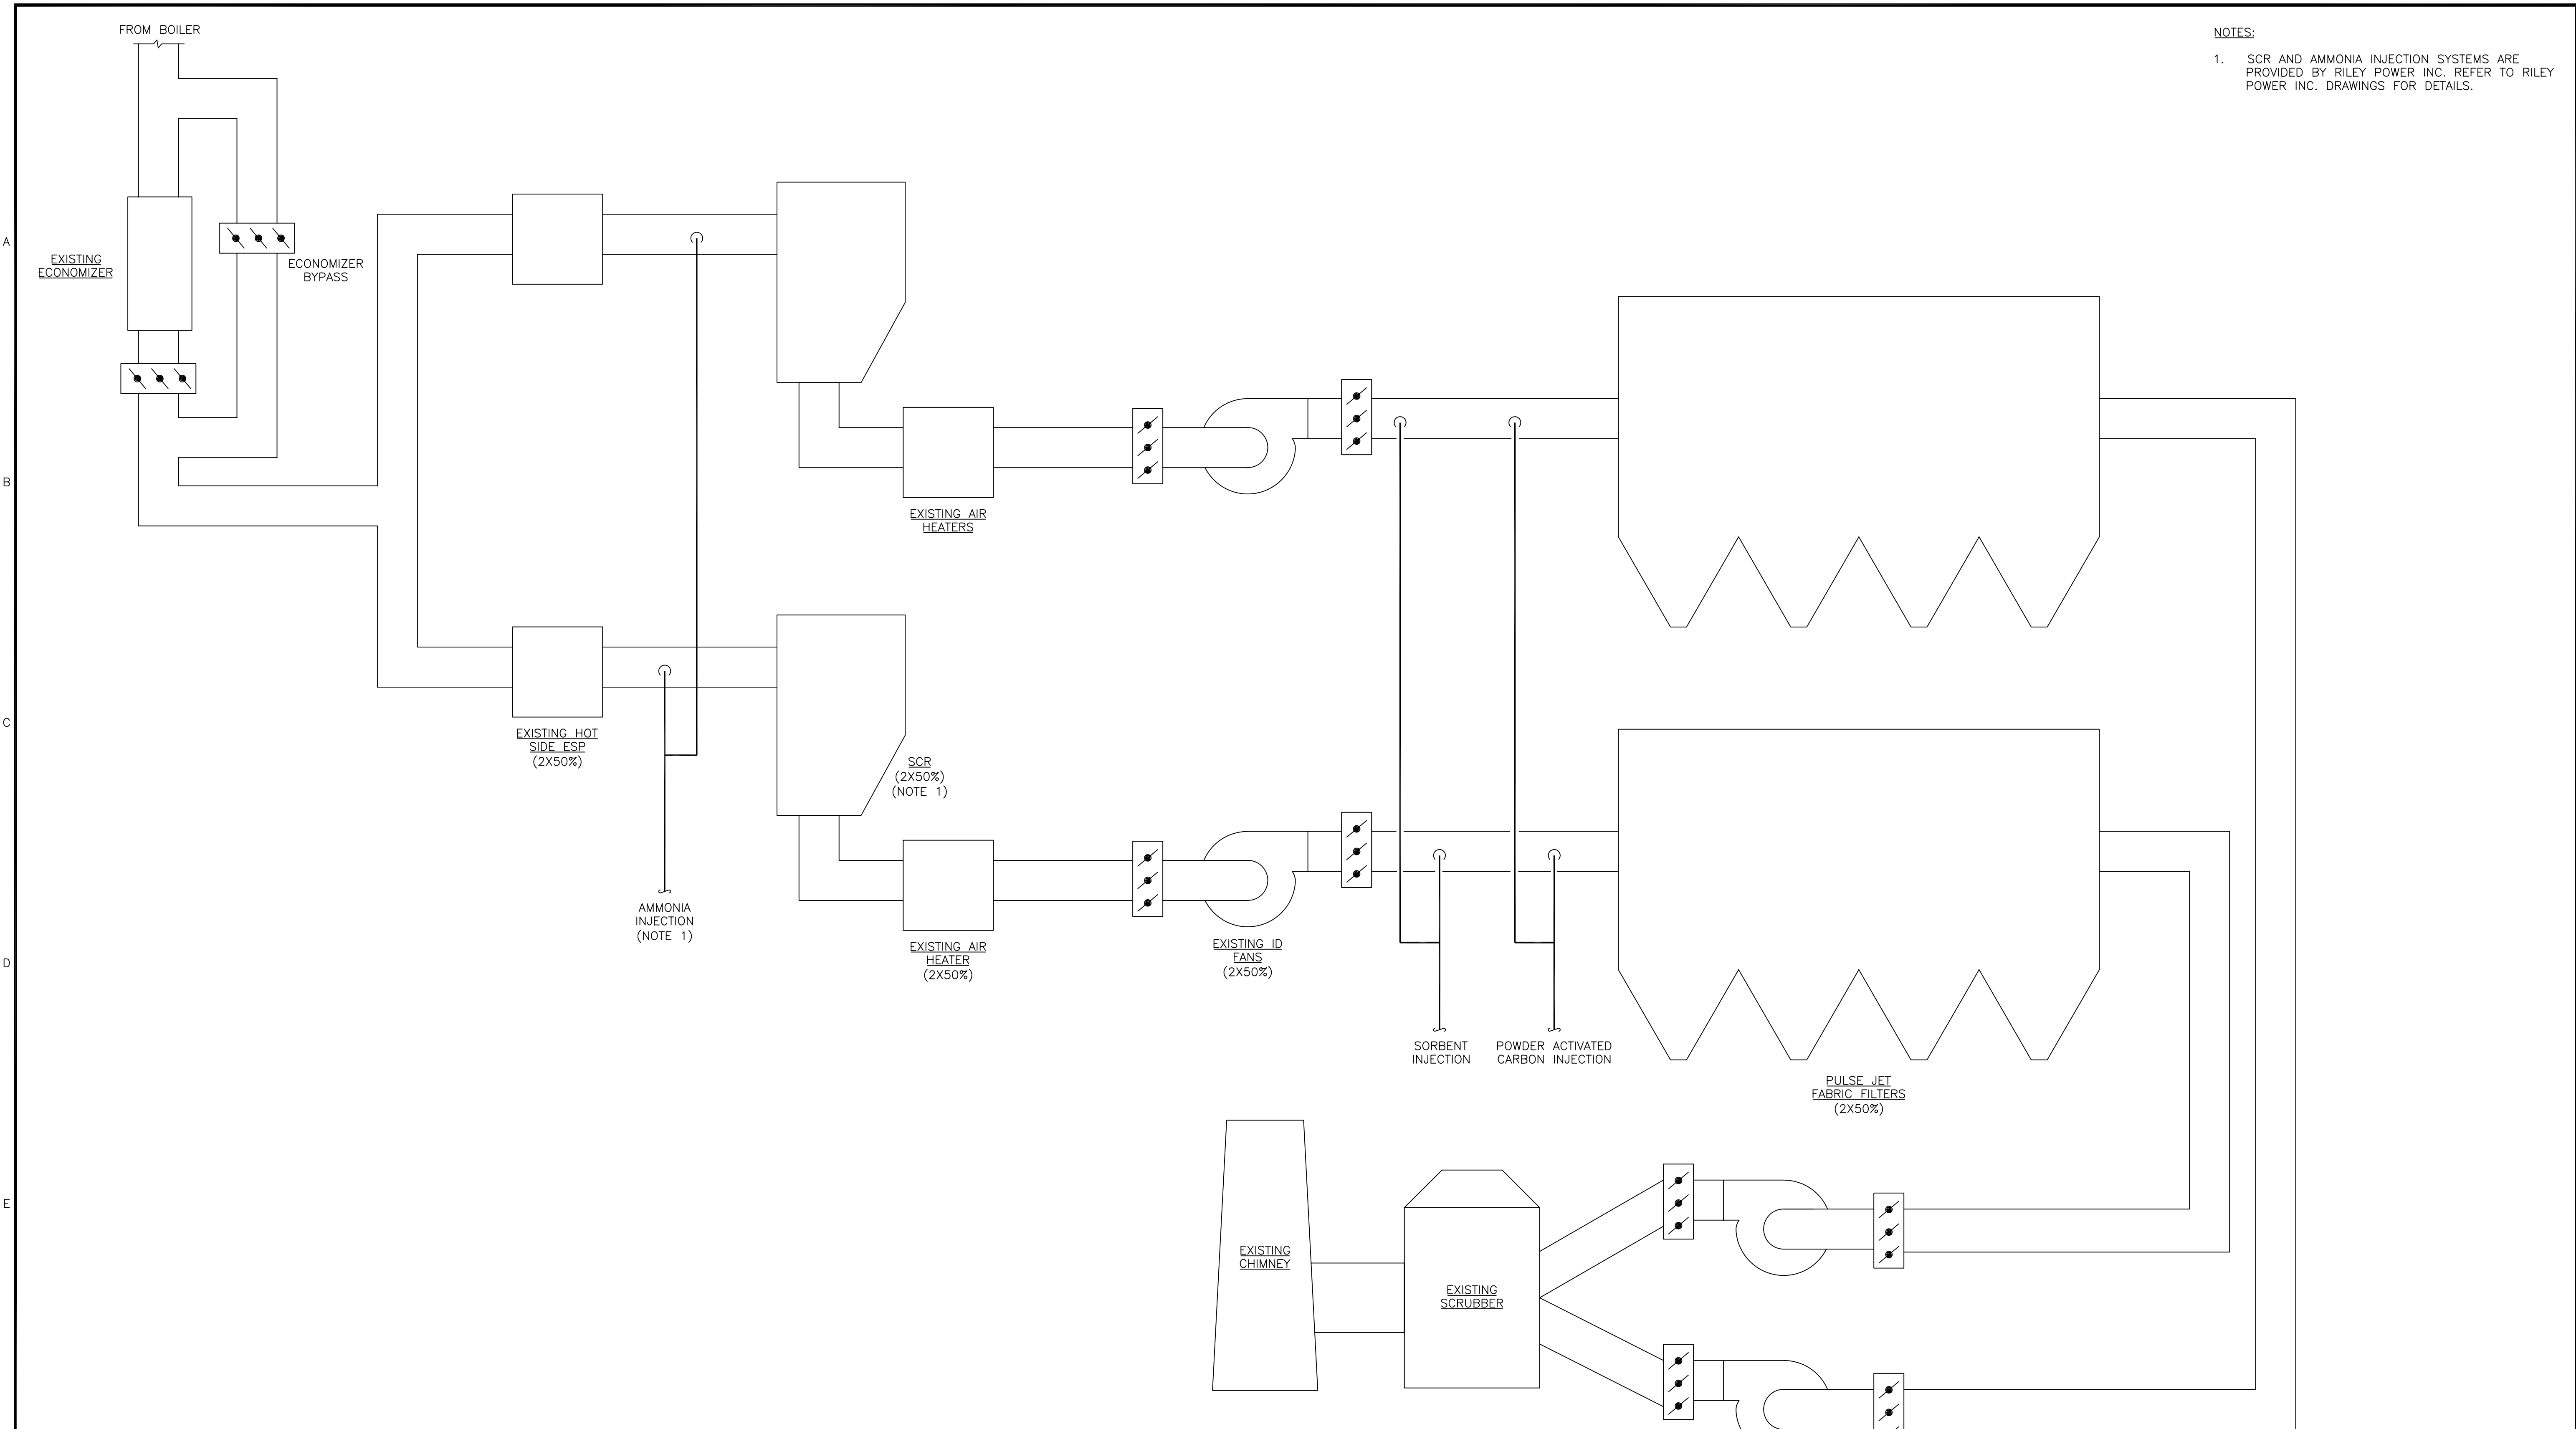 FROM BOILER
NOTES:
1. SCR AND AMMONIA INJECTION SYSTEMS ARE
PROVIDED BY RILEY POWER INC. REFER TO RILEY
POWER INC. DRAWINGS FOR DETAILS.
A
EXISTING
ECONOMIZER
ECONOMIZER
BYPASS
B
EXISTING AIR
HEATERS
C
EXISTING HOT
SIDE ESP
(2X50%)
SCR
(2X50%)
(NOTE 1)
AMMONIA
INJECTION
(NOTE 1)
D
EXISTING AIR
HEATER
(2X50%)
EXISTING ID
FANS
(2X50%)
SORBENT
INJECTION
POWDER ACTIVATED
CARBON INJECTION
PULSE JET
FABRIC FILTERS
(2X50%)
E
EXISTING
CHIMNEY
EXISTING
SCRUBBER